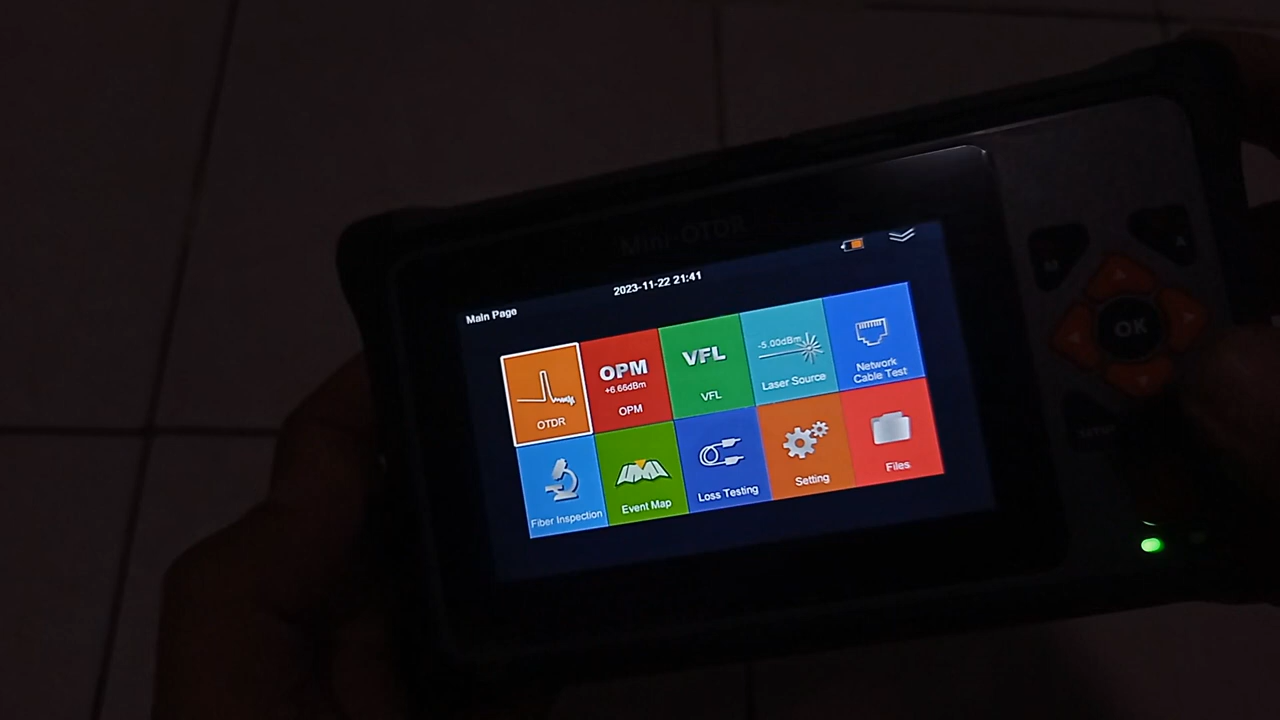 Mini-OTDR
2023-11-22 21:41
Main Page
OTDR
OPM
+6.66dBm
OPM
VFL
VFL
-5.00dBm
Laser Source
Network
Cable Test
Fiber Inspection
Event Map
Loss Testing
Setting
Files
OK